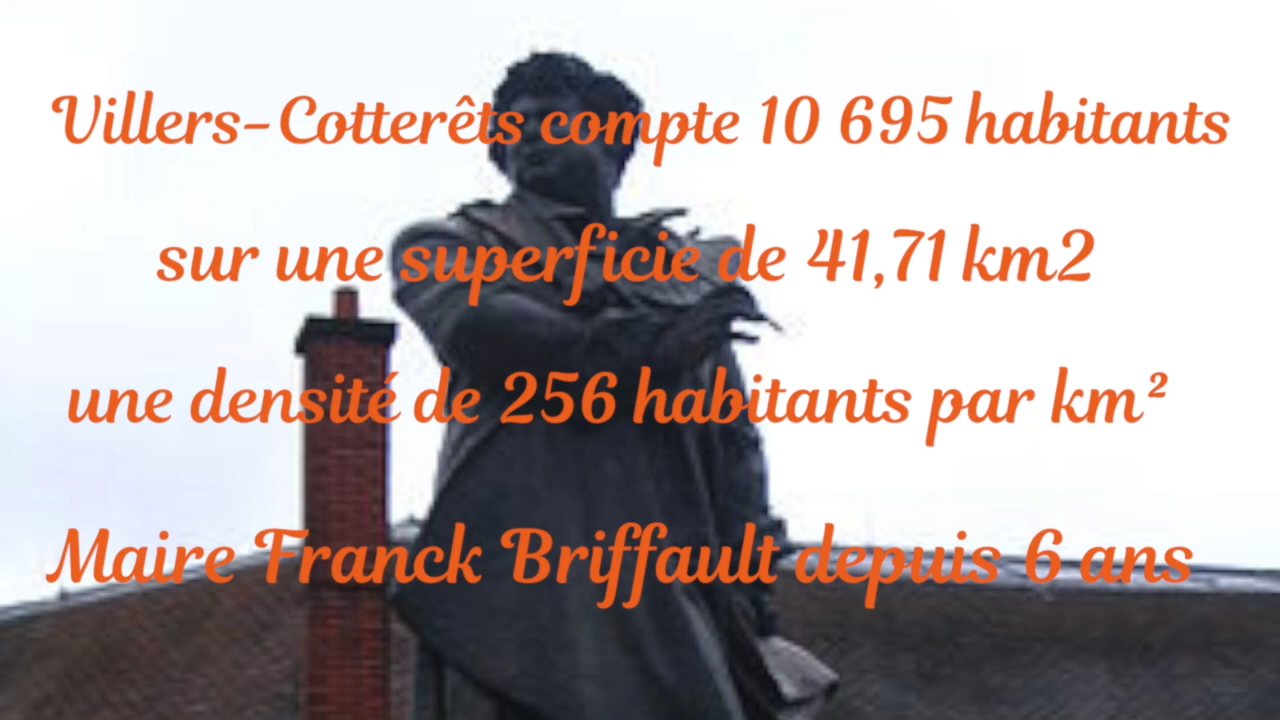 Villers-Cotterêts compte 10 695 habitants
sur une superficie de 41,71 km2
une densité de 256 habitants par km²
Maire Franck Briffault depuis 6 ans